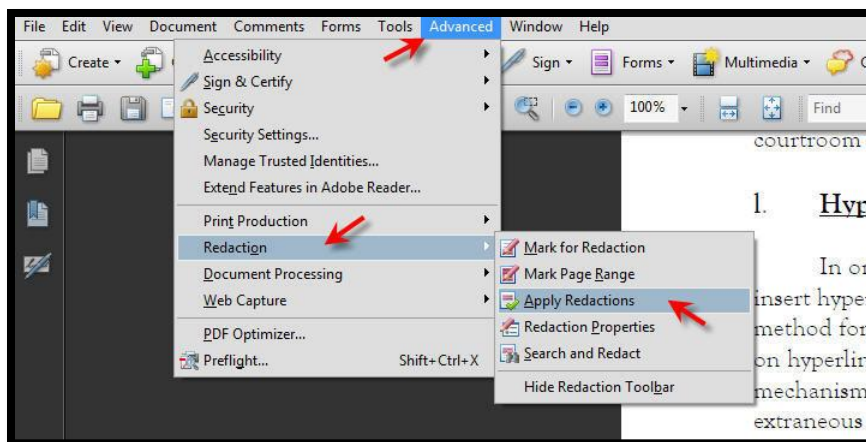 File Edit View Document Comments Forms Tools Advanced Window Help
Create Sign Forms Multimedia
100% Find
Accessibility
Sign & Certify
Security
Security Settings...
Manage Trusted Identities...
Extend Features in Adobe Reader...
Print Production
Redaction
Document Processing
Web Capture
PDF Optimizer...
Preflight... Shift+Ctrl+X
Mark for Redaction
Mark Page Range
Apply Redactions
Redaction Properties
Search and Redact
Hide Redaction Toolbar
courtroom
1. Hyp
In or
insert hype
method for
on hyperlin
mechanism
extraneous